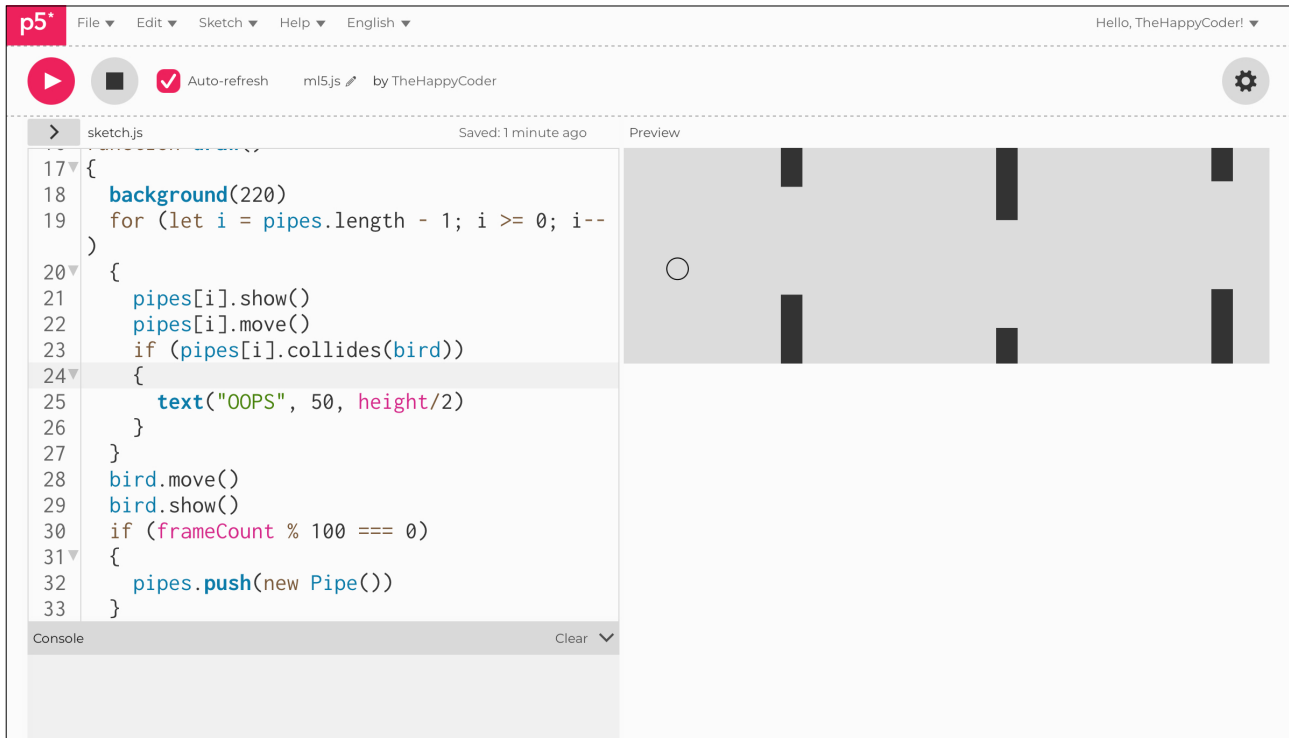 p5* File Edit Sketch Help English Hello, TheHappyCoder!
Auto-refresh ml5.js by TheHappyCoder
sketch.js Saved: 1 minute ago Preview
17 {
18 background(220)
19 for (let i = pipes.length - 1; i >= 0; i--
)
20 {
21 pipes[i].show()
22 pipes[i].move()
23 if (pipes[i].collides(bird))
24 {
25 text("OOPS", 50, height/2)
26 }
27 }
28 bird.move()
29 bird.show()
30 if (frameCount % 100 === 0)
31 {
32 pipes.push(new Pipe())
33 }
Console Clear